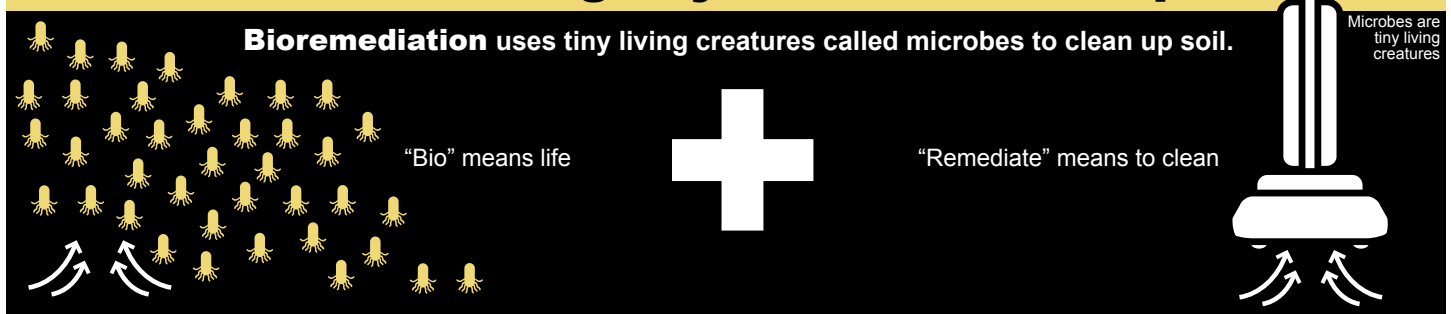 Bioremediation uses tiny living creatures called microbes to clean up soil.
Microbes are
tiny living
creatures
“Bio” means life
“Remediate” means to clean